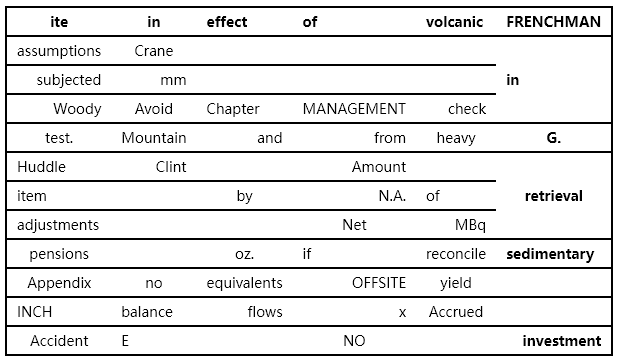 ite in effect of volcanic FRENCHMAN
assumptions Crane
subjected mm in
Woody Avoid Chapter MANAGEMENT check
test. Mountain and from heavy G.
Huddle Clint Amount
item by N.A. of retrieval
adjustments Net MBq
pensions oz. if reconcile sedimentary
Appendix no equivalents OFFSITE yield
INCH balance flows x Accrued
Accident E NO investment